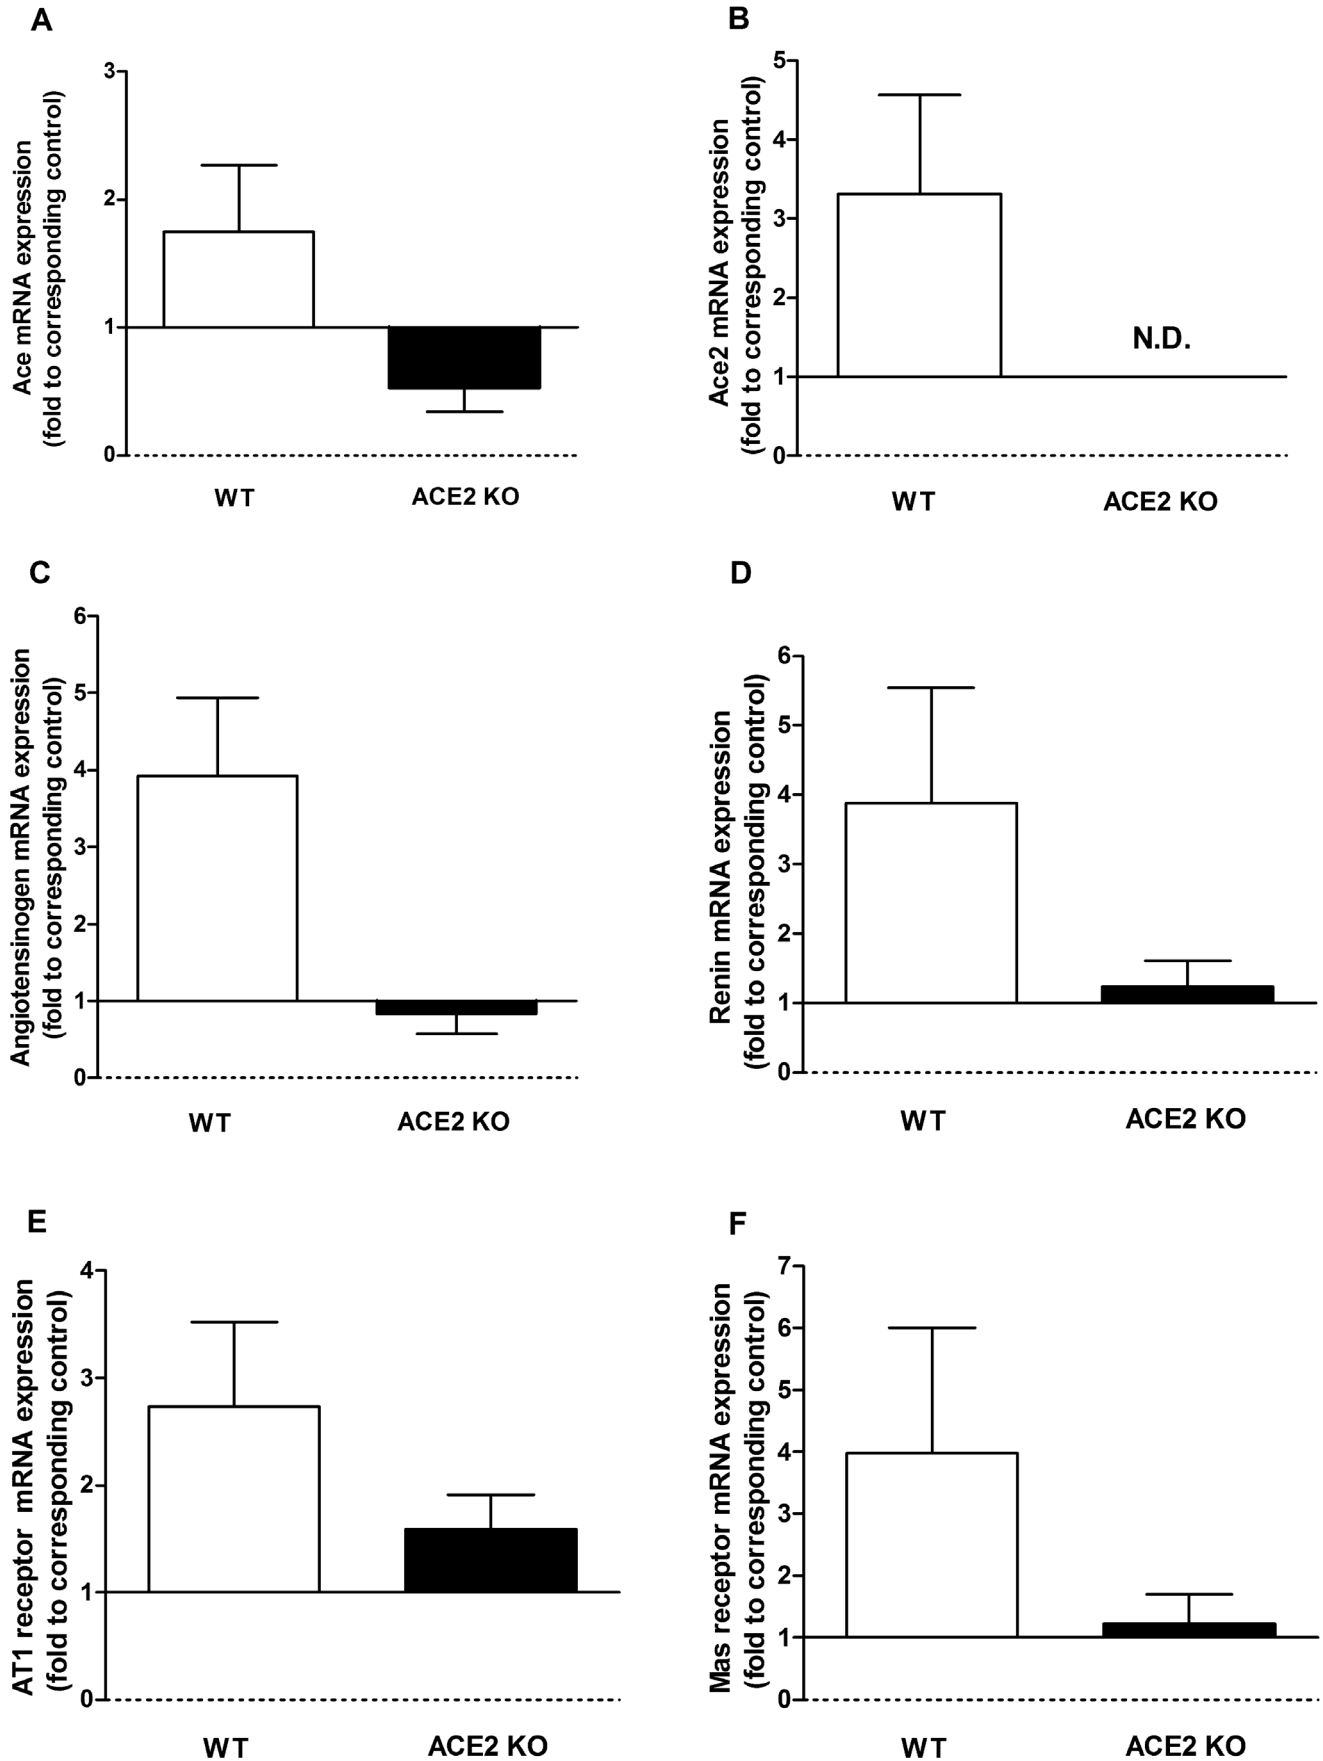 A
Ace mRNA expression
(fold to corresponding control)
3
2
1
0
WT ACE2 KO
B
Ace2 mRNA expression
(fold to corresponding control)
5
4
3
2
1
0
N.D.
WT ACE2 KO
C
Angiotensinogen mRNA expression
(fold to corresponding control)
6
5
4
3
2
1
0
WT ACE2 KO
D
Renin mRNA expression
(fold to corresponding control)
6
5
4
3
2
1
0
WT ACE2 KO
E
AT1 receptor mRNA expression
(fold to corresponding control)
4
3
2
1
0
WT ACE2 KO
F
Mas receptor mRNA expression
(fold to corresponding control)
7
6
5
4
3
2
1
0
WT ACE2 KO